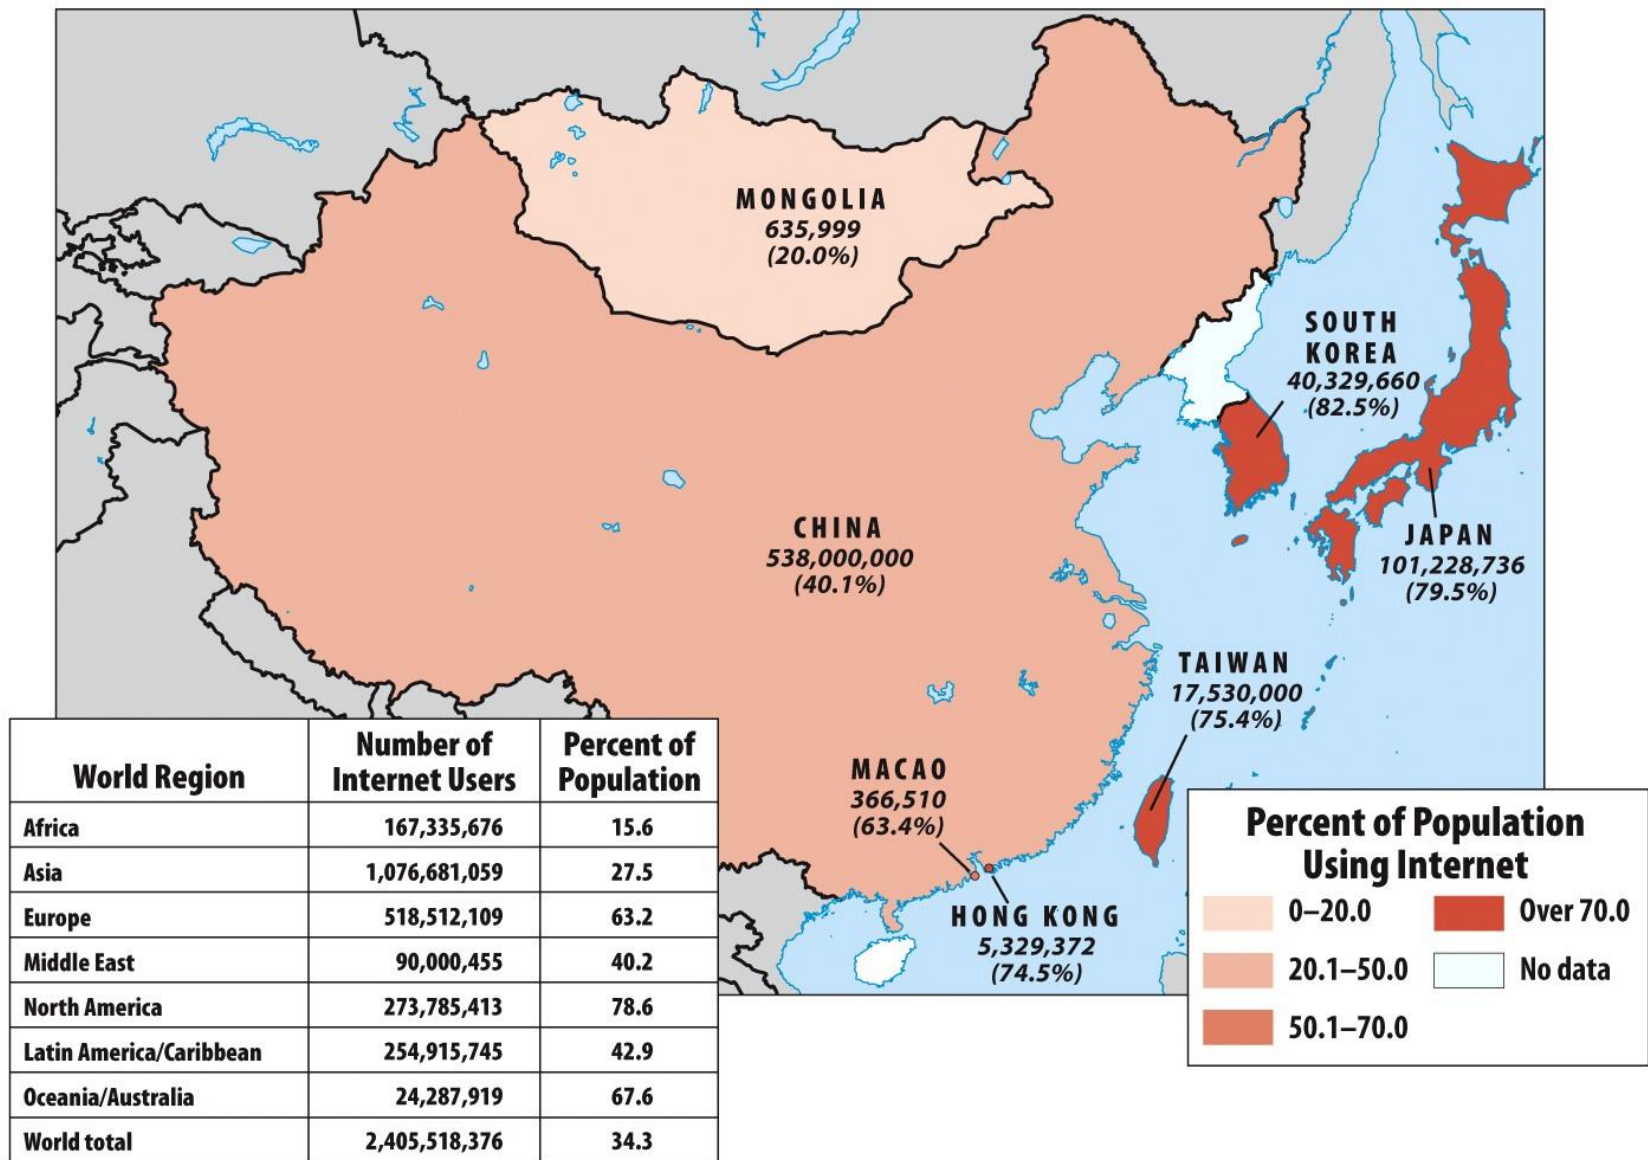 MONGOLIA
635,999
(20.0%)
SOUTH
KOREA
40,329,660
(82.5%)
CHINA
538,000,000
(40.1%)
JAPAN
101,228,736
(79.5%)
TAIWAN
17,530,000
(75.4%)
MACAO
366,510
(63.4%)
HONG KONG
5,329,372
(74.5%)
World Region Number of Internet Users Percent of Population
Africa 167,335,676 15.6
Asia 1,076,681,059 27.5
Europe 518,512,109 63.2
Middle East 90,000,455 40.2
North America 273,785,413 78.6
Latin America/Caribbean 254,915,745 42.9
Oceania/Australia 24,287,919 67.6
World total 2,405,518,376 34.3
Percent of Population
Using Internet
0–20.0
20.1–50.0
50.1–70.0
Over 70.0
No data